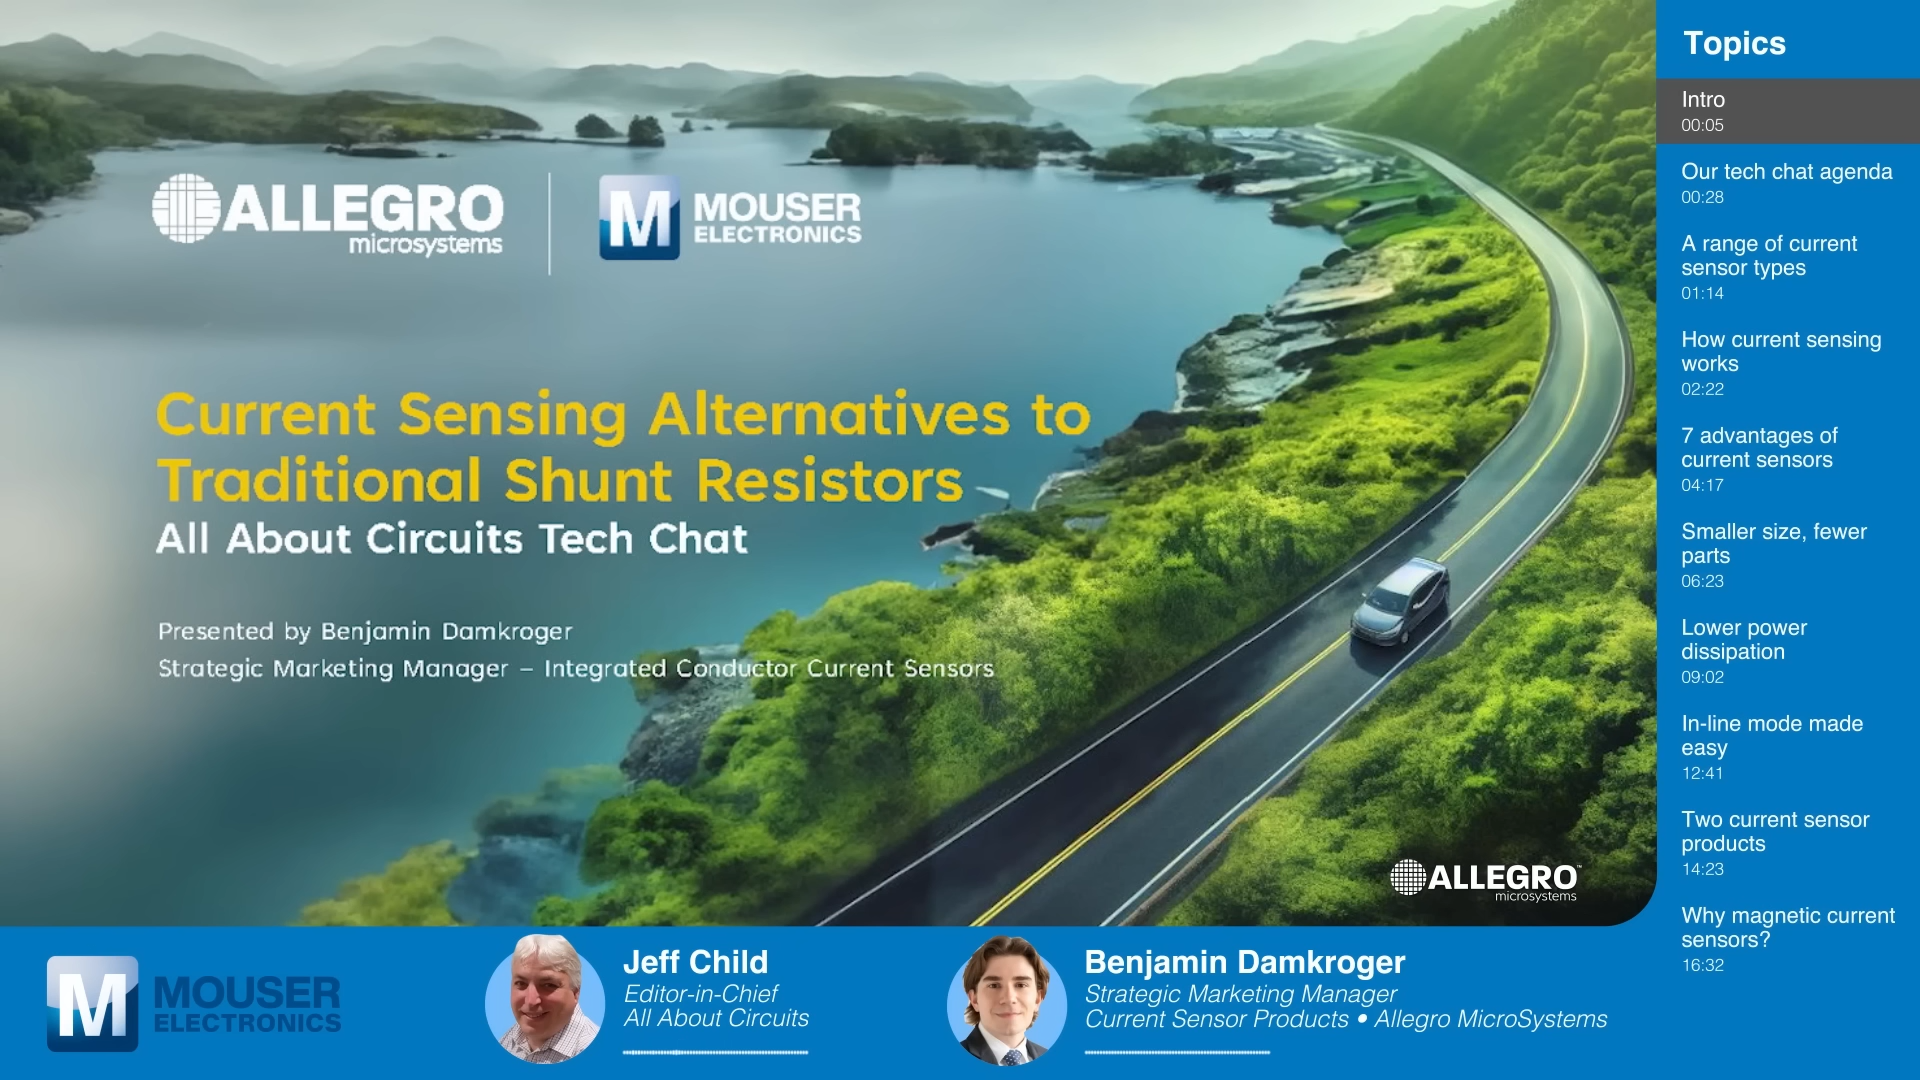 ALLEGRO
microsystems
M MOUSER
ELECTRONICS
Current Sensing Alternatives to
Traditional Shunt Resistors
All About Circuits Tech Chat
Presented by Benjamin Damkroger
Strategic Marketing Manager – Integrated Conductor Current Sensors
ALLEGRO™
microsystems
Topics
Intro
00:05
Our tech chat agenda
00:28
A range of current
sensor types
01:14
How current sensing
works
02:22
7 advantages of
current sensors
04:17
Smaller size, fewer
parts
06:23
Lower power
dissipation
09:02
In-line mode made
easy
12:41
Two current sensor
products
14:23
Why magnetic current
sensors?
16:32
M MOUSER
ELECTRONICS
Jeff Child
Editor-in-Chief
All About Circuits
Benjamin Damkroger
Strategic Marketing Manager
Current Sensor Products • Allegro MicroSystems